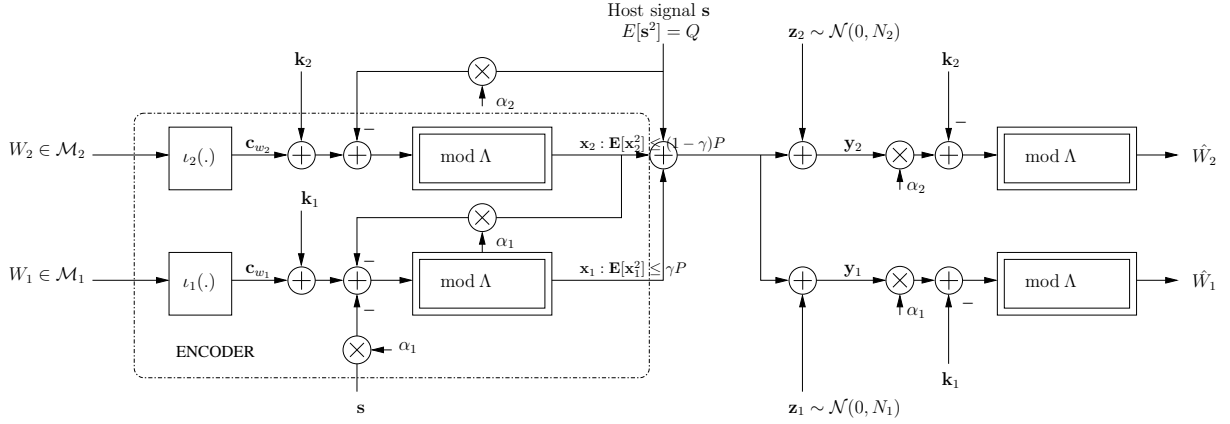 Host signal s
E[s²] = Q
z₂ ∼ 𝒩(0, N₂)
k₂
k₂
α₂
−
−
W₂ ∈ ℳ₂
ι₂(.)
c_{w₂}
mod Λ
x₂ : E[x₂²] ≤ (1 − γ)P
y₂
α₂
mod Λ
Ŵ₂
k₁
α₁
−
W₁ ∈ ℳ₁
ι₁(.)
c_{w₁}
mod Λ
x₁ : E[x₁²] ≤ γP
y₁
α₁
mod Λ
Ŵ₁
−
−
ENCODER
α₁
k₁
s
z₁ ∼ 𝒩(0, N₁)